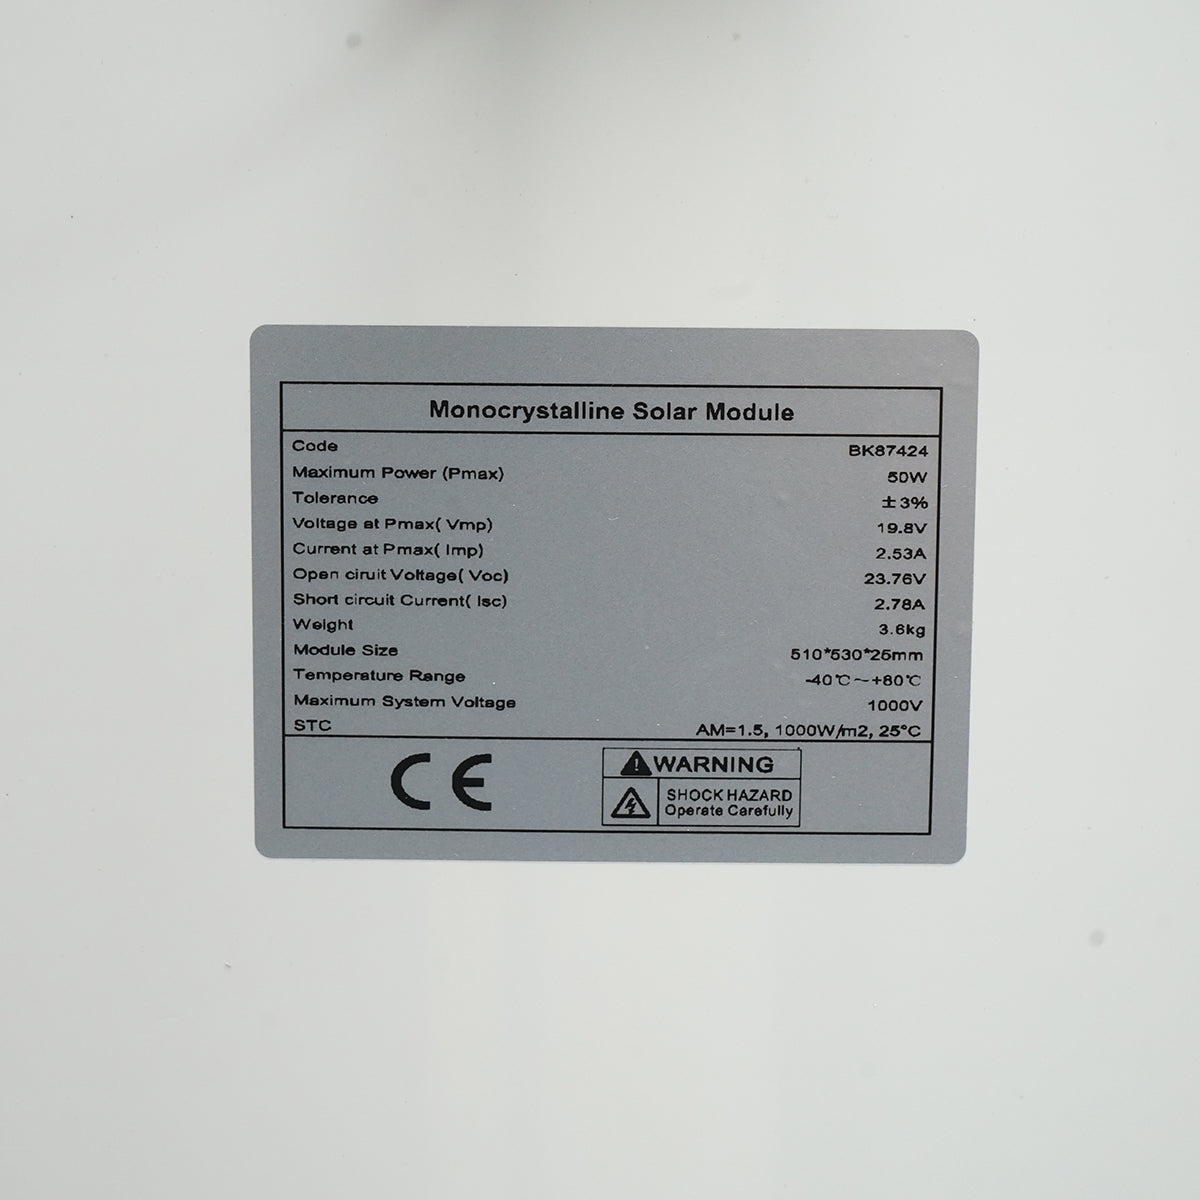 Monocrystalline Solar Module
Code BK87424
Maximum Power (Pmax) 50W
Tolerance ±3%
Voltage at Pmax( Vmp) 19.8V
Current at Pmax( Imp) 2.53A
Open ciruit Voltage( Voc) 23.76V
Short circuit Current( Isc) 2.78A
Weight 3.6kg
Module Size 510*530*25mm
Temperature Range -40℃～+80℃
Maximum System Voltage 1000V
STC AM=1.5, 1000W/m2, 25°C
CE
WARNING
SHOCK HAZARD
Operate Carefully